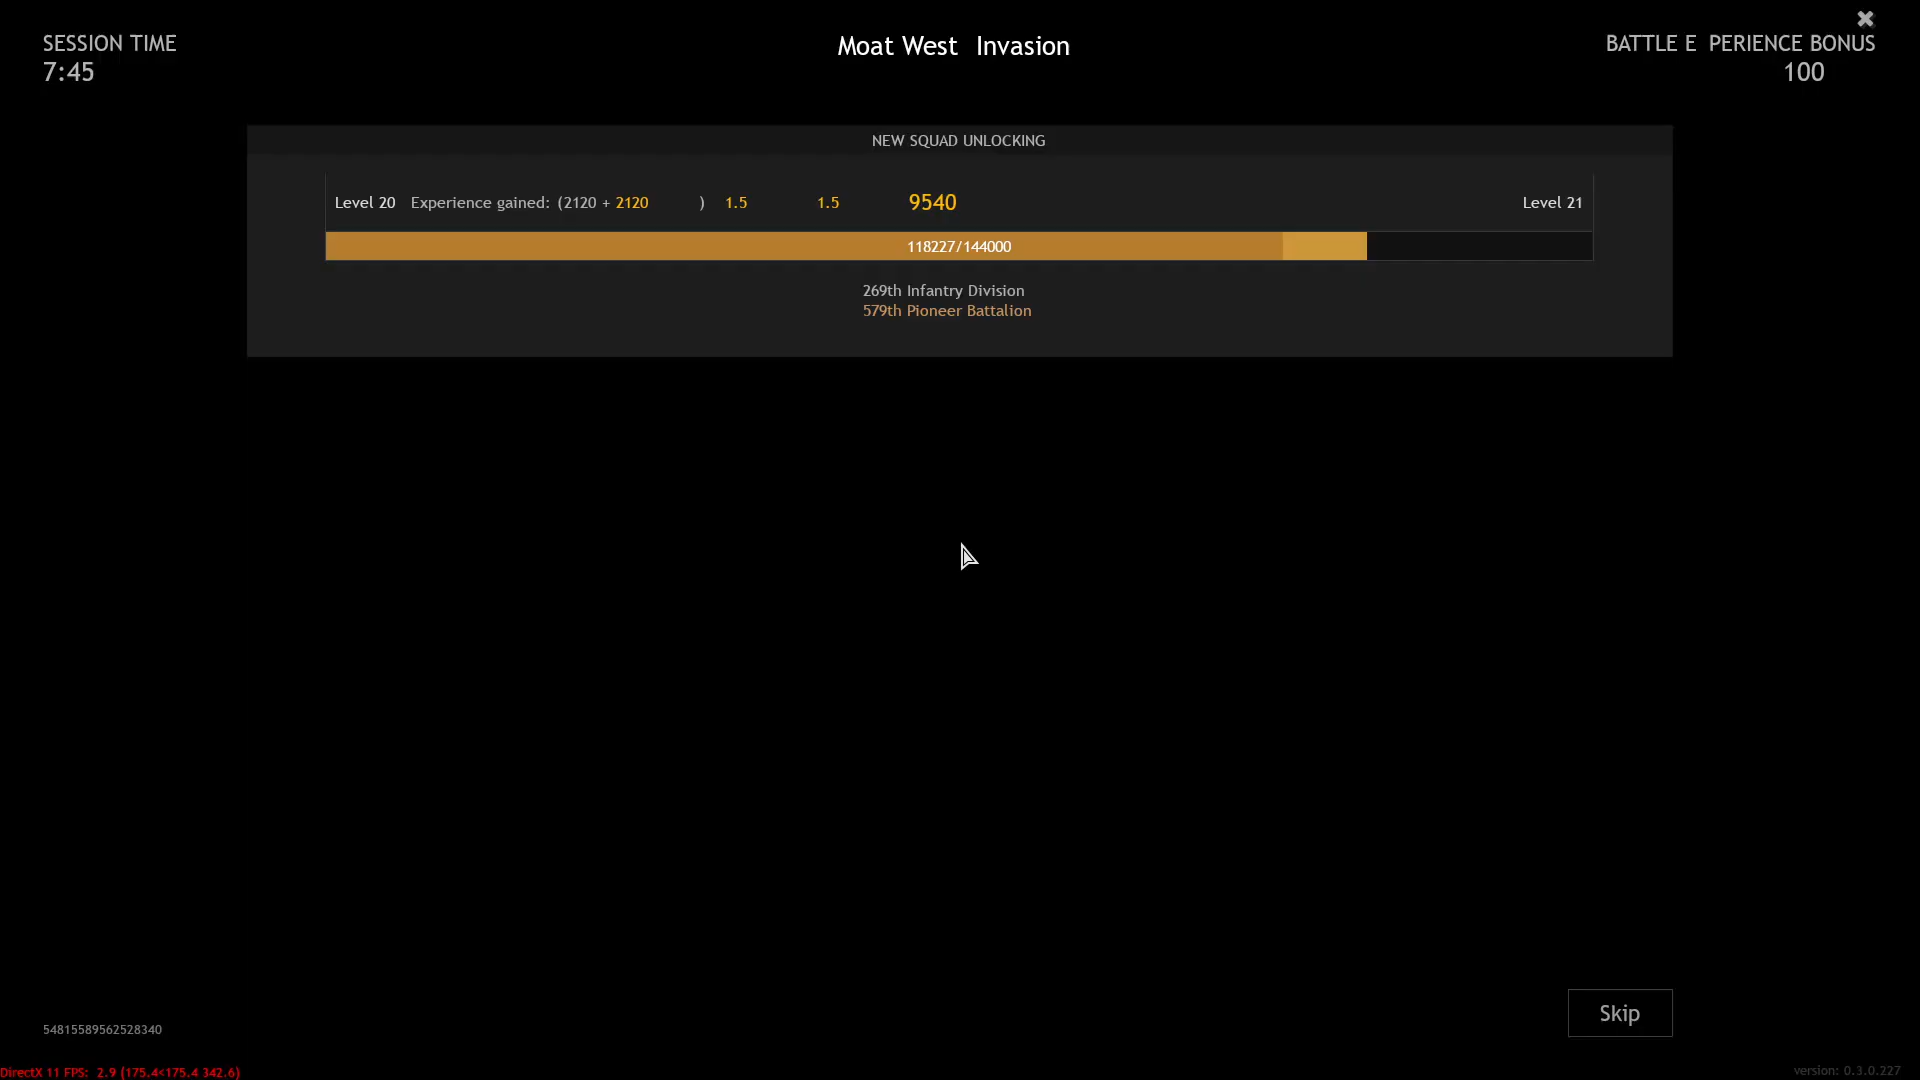 SESSION TIME
7:45
Moat West Invasion
BATTLE E PERIENCE BONUS
100
NEW SQUAD UNLOCKING
Level 20 Experience gained: (2120 + 2120 ) 1.5 1.5 9540 Level 21
118227/144000
269th Infantry Division
579th Pioneer Battalion
Skip
54815589562528340
DirectX 11 FPS: 2.9 (175.4<175.4 342.6)
version: 0.3.0.227